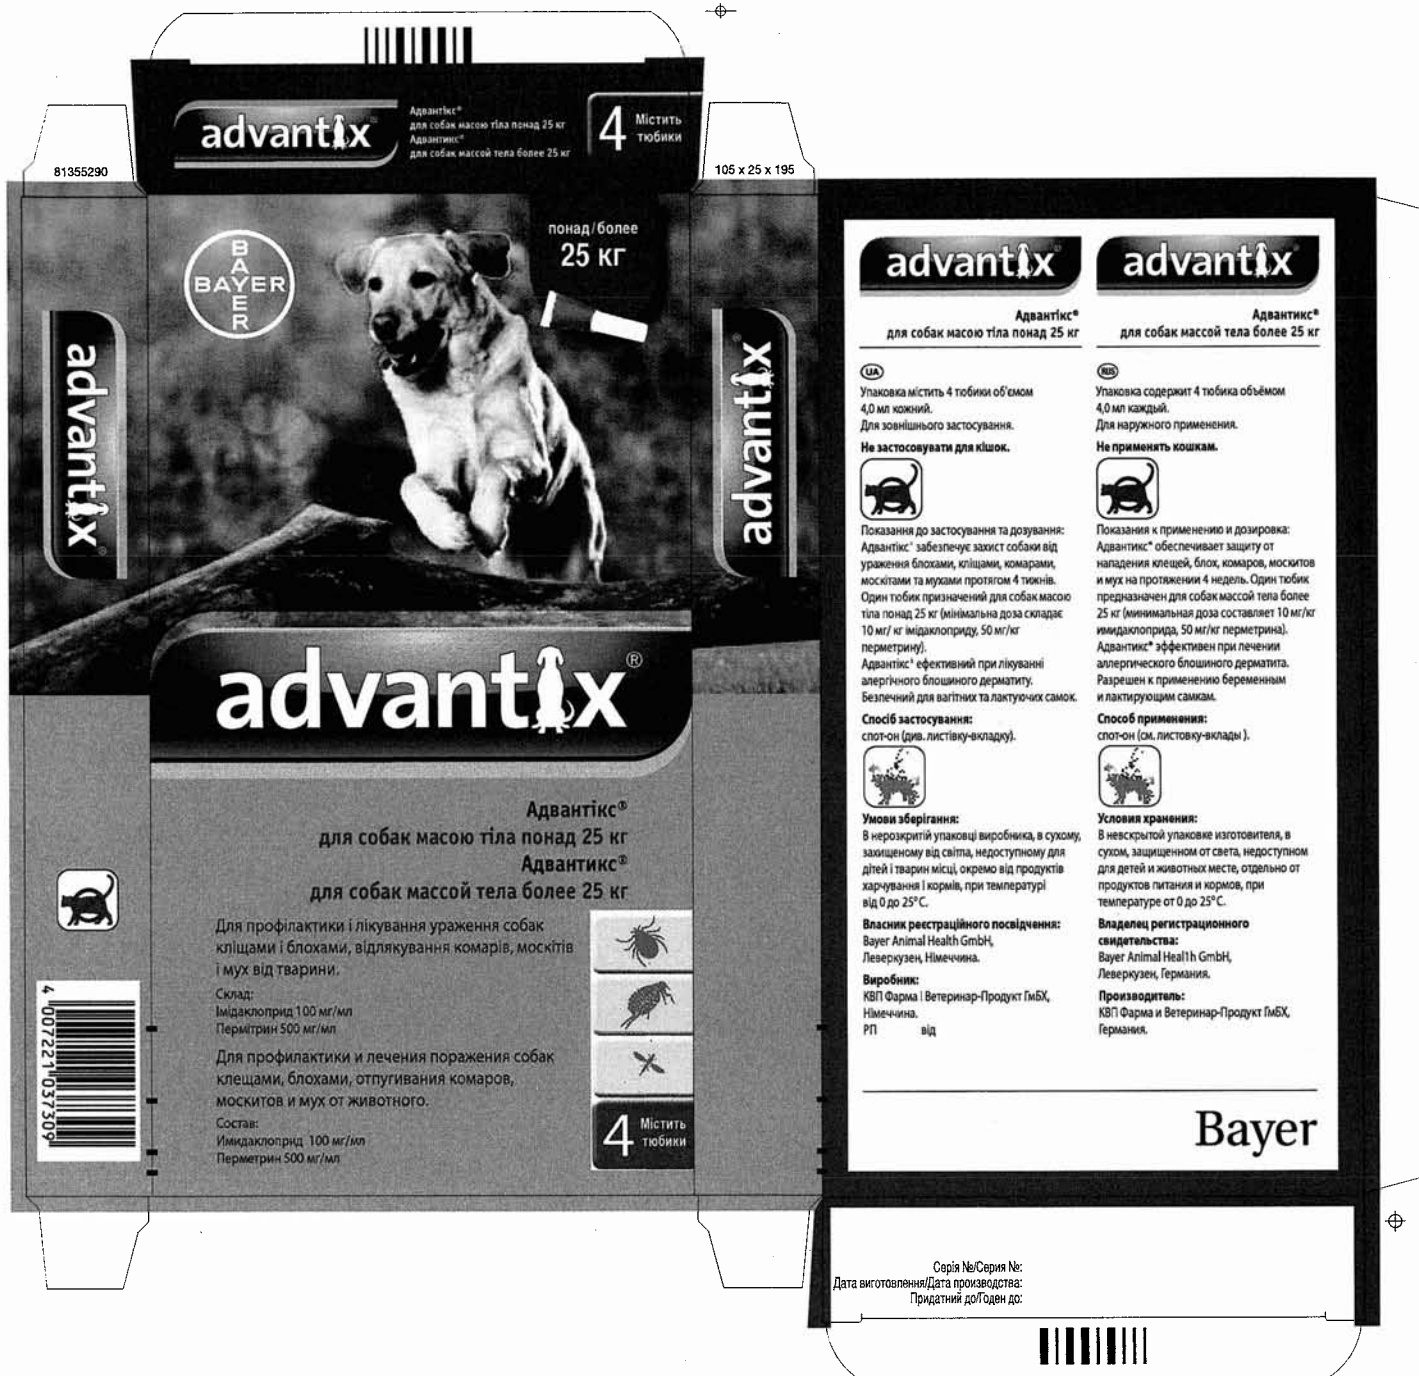 advantix®
Адвантікс®
для собак масою тіла понад 25 кг
Адвантикс®
для собак массой тела более 25 кг
4 Містить
тюбики
81355290
105 x 25 x 195
BAYER
BAYER
понад/более
25 кг
advantix®
advantix®
advantix®
Адвантікс®
для собак масою тіла понад 25 кг
Адвантикс®
для собак массой тела более 25 кг
Для профілактики і лікування ураження собак
кліщами і блохами, відлякування комарів, москітів
і мух від тварини.
Склад:
Імідаклоприд 100 мг/мл
Пермітрин 500 мг/мл
Для профилактики и лечения поражения собак
клещами, блохами, отпугивания комаров,
москитов и мух от животного.
Состав:
Имидаклоприд 100 мг/мл
Перметрин 500 мг/мл
4 Містить
тюбики
4 007221 037309
advantix®
Адвантікс®
для собак масою тіла понад 25 кг
UA
Упаковка містить 4 тюбики об'ємом
4,0 мл кожний.
Для зовнішнього застосування.
Не застосовувати для кішок.
Показання до застосування та дозування:
Адвантікс® забезпечує захист собаки від
ураження блохами, кліщами, комарами,
москітами та мухами протягом 4 тижнів.
Один тюбик призначений для собак масою
тіла понад 25 кг (мінімальна доза складає
10 мг/ кг імідаклоприду, 50 мг/кг
перметрину).
Адвантікс® ефективний при лікуванні
алергічного блошиного дерматиту.
Безпечний для вагітних та лактуючих самок.
Спосіб застосування:
спот-он (див. листівку-вкладку).
Умови зберігання:
В нерозкритій упаковці виробника, в сухому,
захищеному від світла, недоступному для
дітей і тварин місці, окремо від продуктів
харчування і кормів, при температурі
від 0 до 25°С.
Власник реєстраційного посвідчення:
Bayer Animal Health GmbH,
Леверкузен, Німеччина.
Виробник:
КВП Фарма і Ветеринар-Продукт ГмБХ,
Німеччина.
РП від
advantix®
Адвантикс®
для собак массой тела более 25 кг
RUS
Упаковка содержит 4 тюбика объёмом
4,0 мл каждый.
Для наружного применения.
Не применять кошкам.
Показания к применению и дозировка:
Адвантикс® обеспечивает защиту от
нападения клещей, блох, комаров, москитов
и мух на протяжении 4 недель. Один тюбик
предназначен для собак массой тела более
25 кг (минимальная доза составляет 10 мг/кг
имидаклоприда, 50 мг/кг перметрина).
Адвантикс® эффективен при лечении
аллергического блошиного дерматита.
Разрешен к применению беременным
и лактирующим самкам.
Способ применения:
спот-он (см. листовку-вклады ).
Условия хранения:
В невскрытой упаковке изготовителя, в
сухом, защищенном от света, недоступном
для детей и животных месте, отдельно от
продуктов питания и кормов, при
температуре от 0 до 25°С.
Владелец регистрационного
свидетельства:
Bayer Animal Health GmbH,
Леверкузен, Германия.
Производитель:
КВП Фарма и Ветеринар-Продукт ГмБХ,
Германия.
Bayer
Серія №/Серия №:
Дата виготовлення/Дата производства:
Придатний до/Годен до: